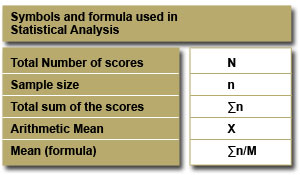 Symbols and formula used in
Statistical Analysis
Total Number of scores N
Sample size n
Total sum of the scores ∑n
Arithmetic Mean X
Mean (formula) ∑n/M